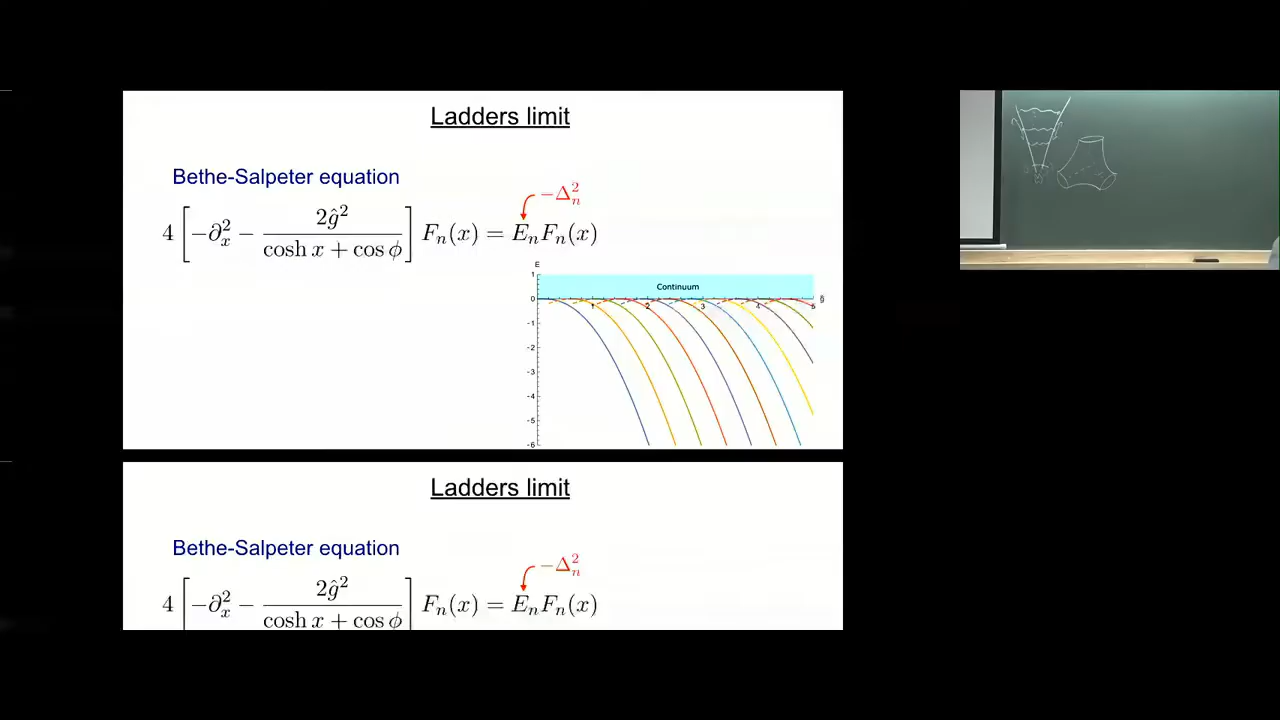 Ladders limit
Bethe-Salpeter equation
−Δ_n^2
4 [ −∂_x^2 − 2ĝ^2 / (cosh x + cos ϕ) ] F_n(x) = E_n F_n(x)
E
1
Continuum
0
1 2 3 4 5
ĝ
-1
-2
-3
-4
-5
-6
Ladders limit
Bethe-Salpeter equation
−Δ_n^2
4 [ −∂_x^2 − 2ĝ^2 / (cosh x + cos ϕ) ] F_n(x) = E_n F_n(x)